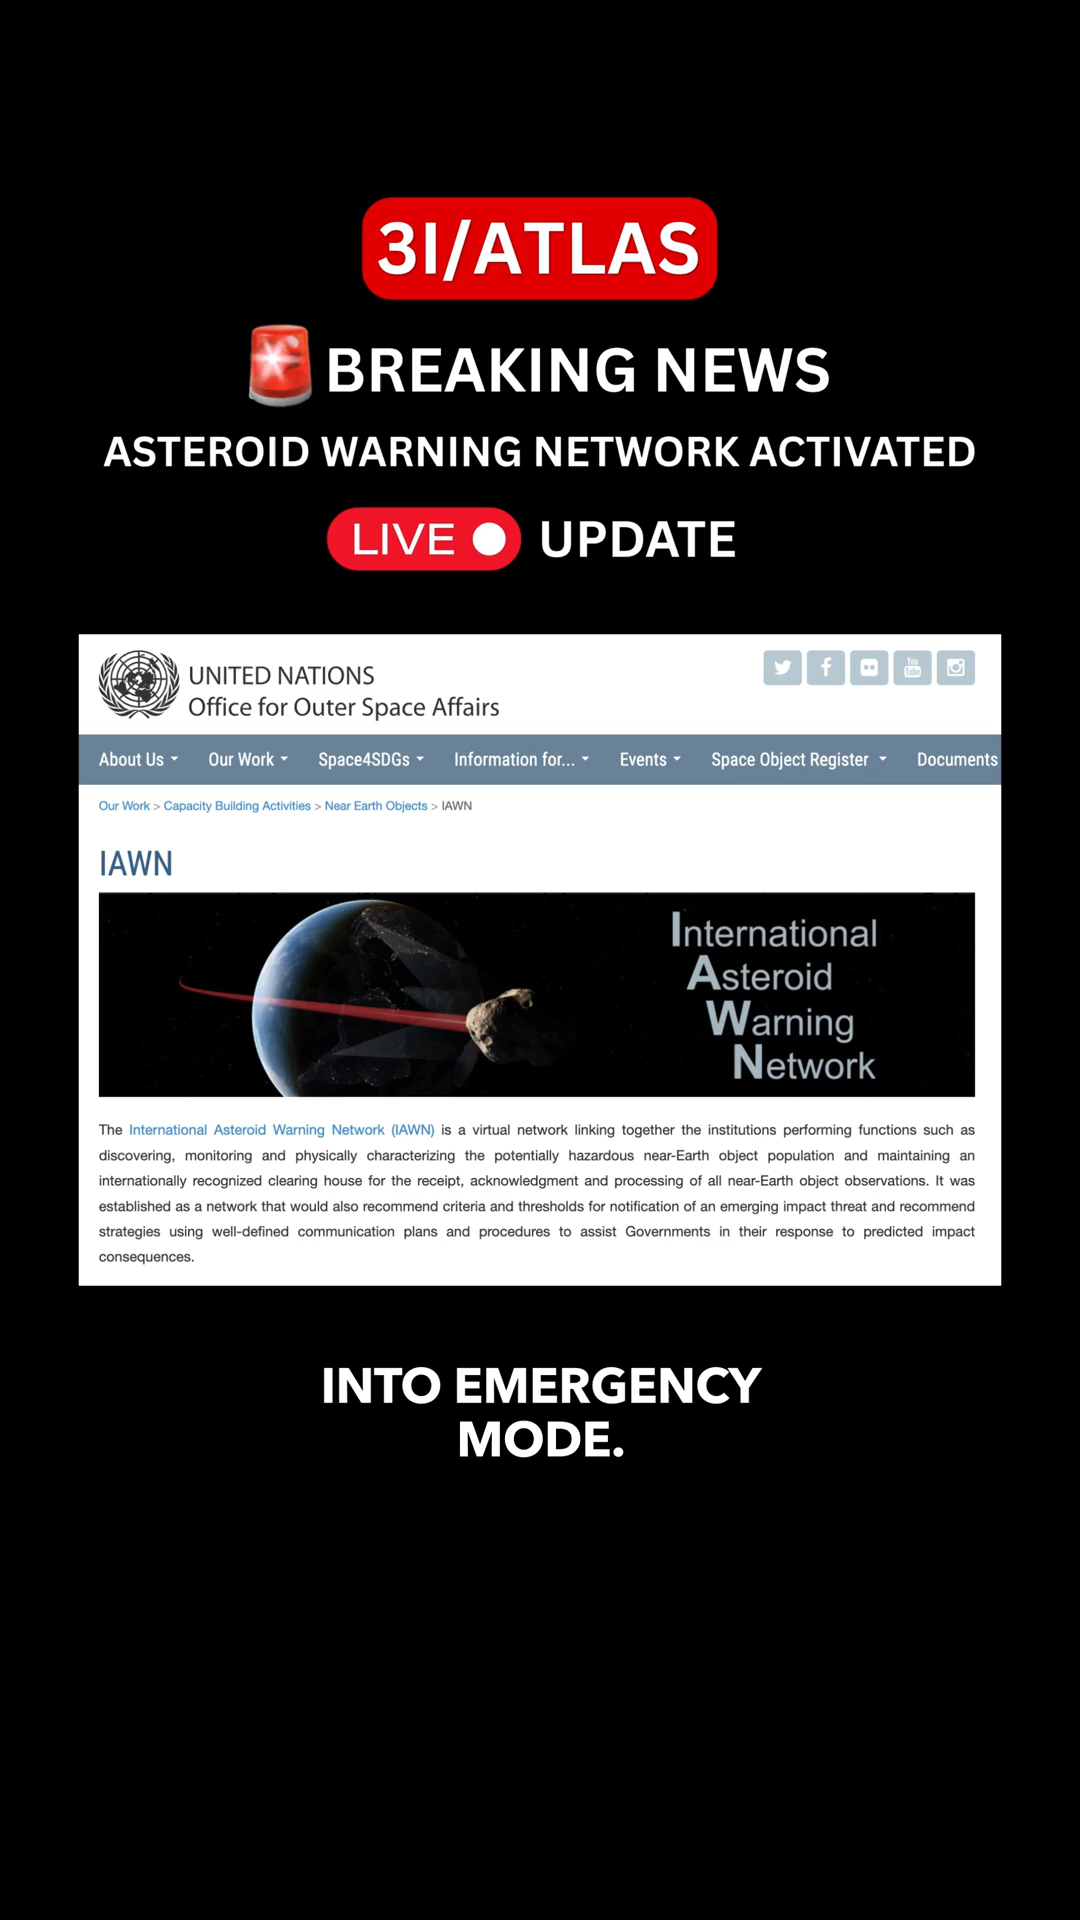 3I/ATLAS
BREAKING NEWS
ASTEROID WARNING NETWORK ACTIVATED
LIVE UPDATE
UNITED NATIONS
Office for Outer Space Affairs
You Tube
About Us Our Work Space4SDGs Information for... Events Space Object Register Documents
Our Work > Capacity Building Activities > Near Earth Objects > IAWN
IAWN
International
Asteroid
Warning
Network
The International Asteroid Warning Network (IAWN) is a virtual network linking together the institutions performing functions such as
discovering, monitoring and physically characterizing the potentially hazardous near-Earth object population and maintaining an
internationally recognized clearing house for the receipt, acknowledgment and processing of all near-Earth object observations. It was
established as a network that would also recommend criteria and thresholds for notification of an emerging impact threat and recommend
strategies using well-defined communication plans and procedures to assist Governments in their response to predicted impact
consequences.
INTO EMERGENCY
MODE.